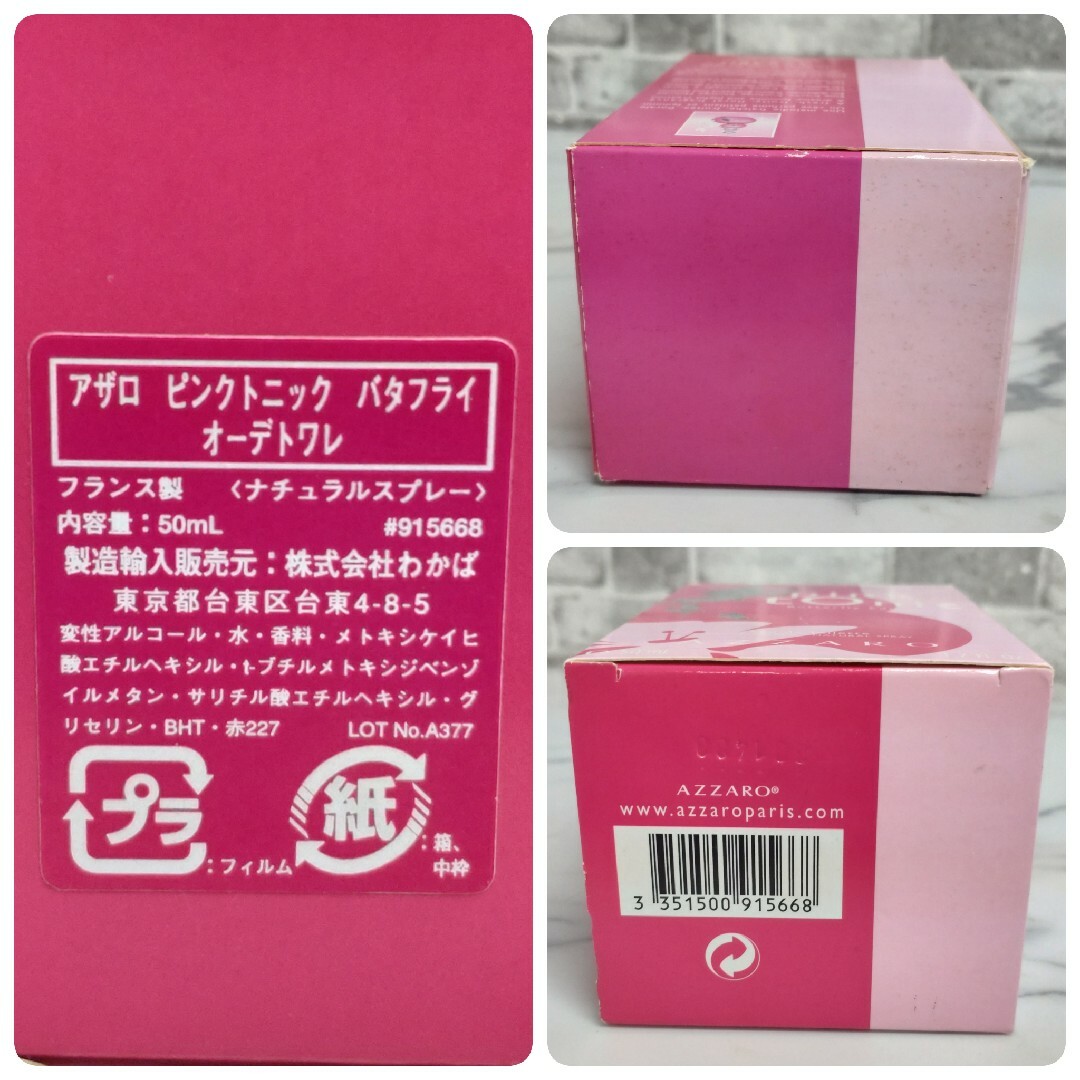 アザロ ピンクトニック バタフライ
オーデトワレ
フランス製 〈ナチュラルスプレー〉
内容量：50mL #915668
製造輸入販売元：株式会社わかば
東京都台東区台東4-8-5
変性アルコール・水・香料・メトキシケイヒ
酸エチルヘキシル・t-ブチルメトキシジベンゾ
イルメタン・サリチル酸エチルヘキシル・グ
リセリン・BHT・赤227 LOT No.A377
プラ
：フィルム
紙
：箱、
中枠
AZZARO®
www.azzaroparis.com
3 351500 915668